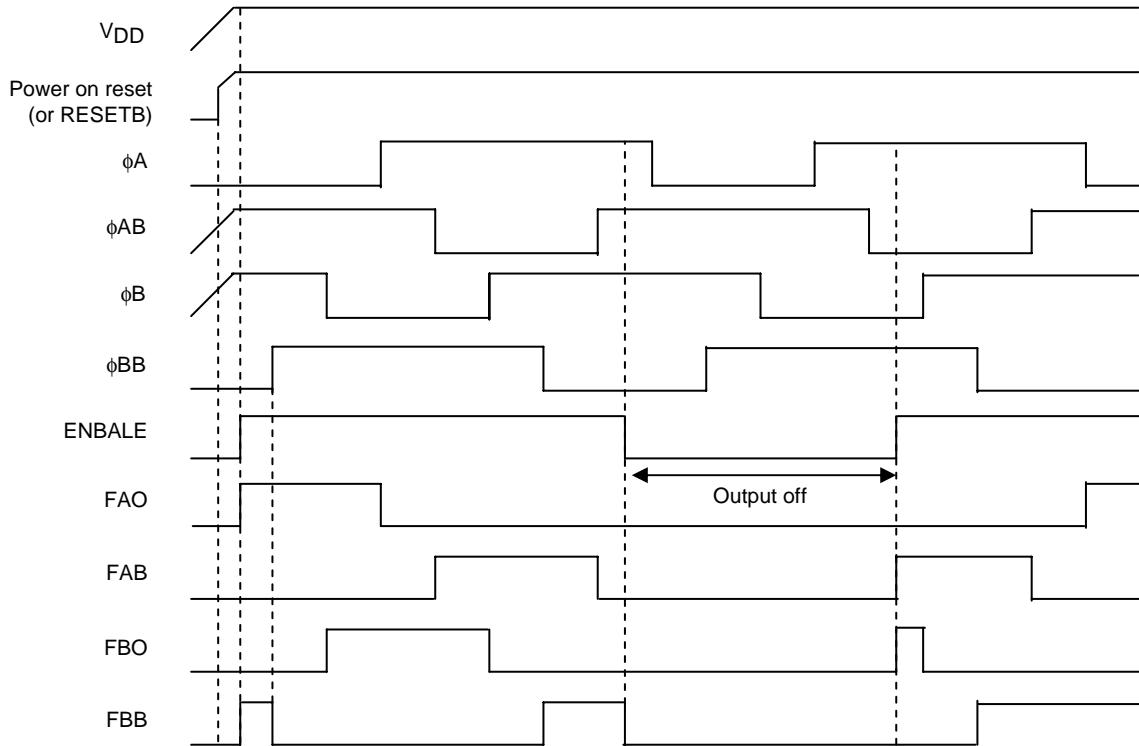 VDD
Power on reset
(or RESETB)
ϕA
ϕAB
ϕB
ϕBB
ENBALE
FAO
Output off
FAB
FBO
FBB